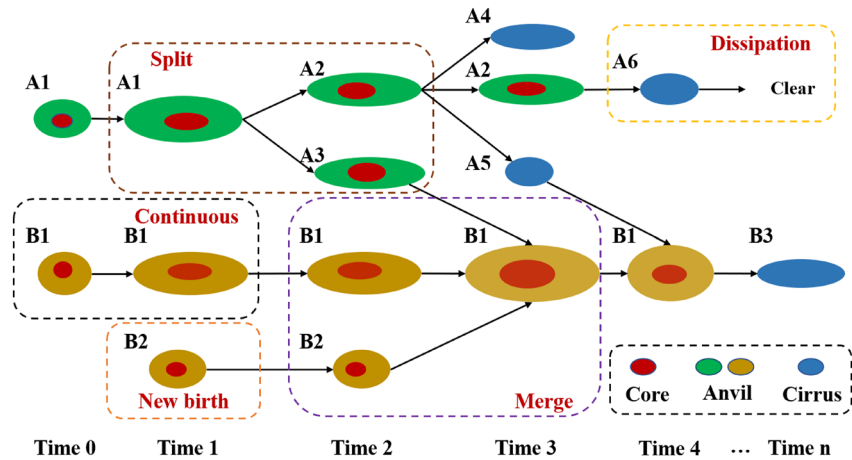 A4
Split
Dissipation
A1
A1
A2
A2
A6
Clear
A3
A5
Continuous
B1
B1
B1
B1
B1
B3
B2
B2
New birth
Merge
Core
Anvil
Cirrus
Time 0
Time 1
Time 2
Time 3
Time 4
...
Time n